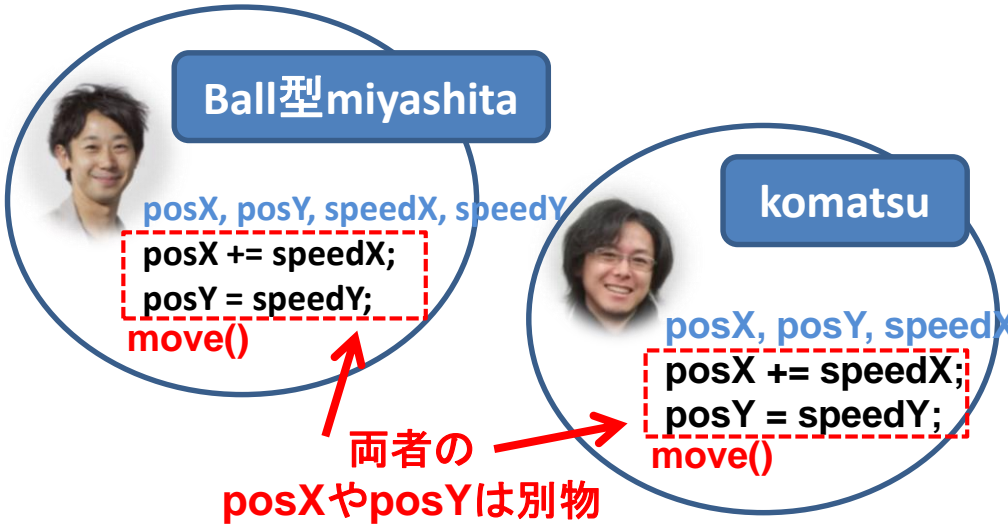 Ball型miyashita
posX, posY, speedX, speedY
posX += speedX;
posY = speedY;
move()
komatsu
posX, posY, speedX
posX += speedX;
posY = speedY;
move()
両者の
posXやposYは別物